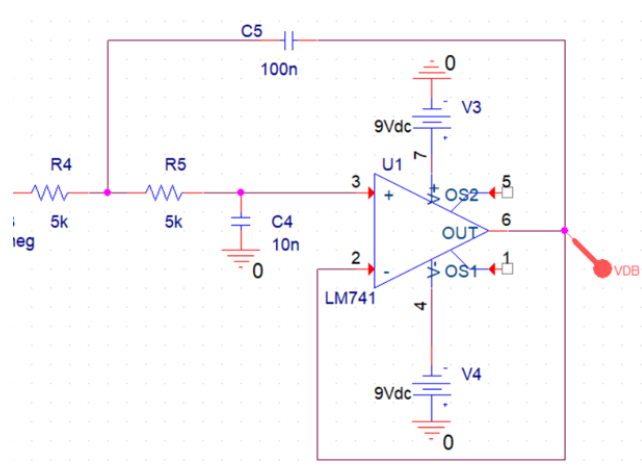 C5
100n
0
V3
9Vdc
U1
7
R4
R5
3
+
V+
OS2
5
5k
5k
C4
10n
0
OUT
6
2
-
V-
OS1
1
VDB
LM741
4
V4
9Vdc
0